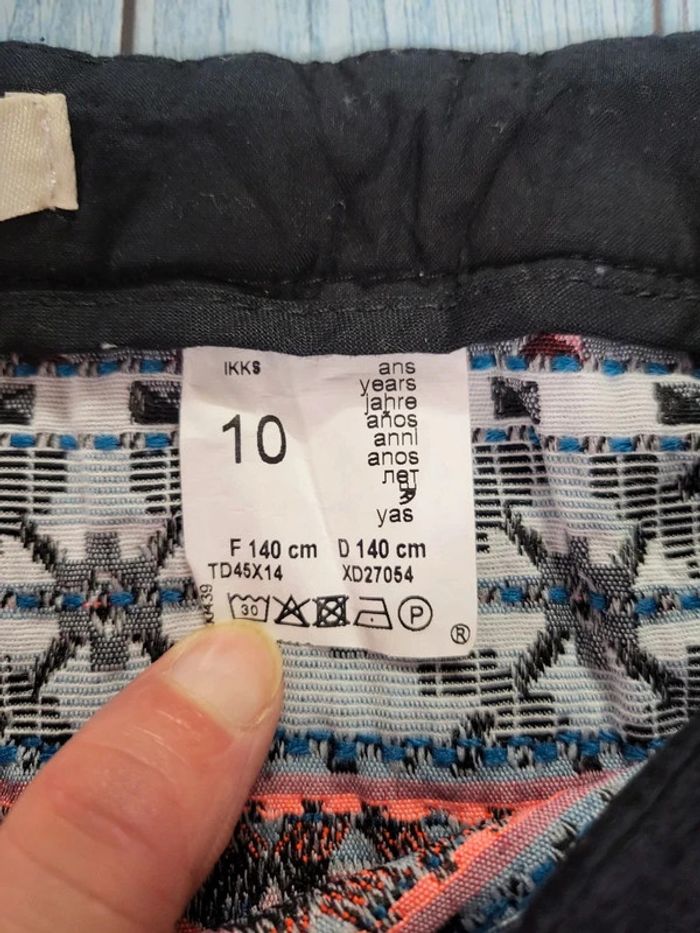 IKKS
10
ans
years
jahre
años
anni
anos
лет
yas
F 140 cm D 140 cm
TD45X14 XD27054
30
P
®